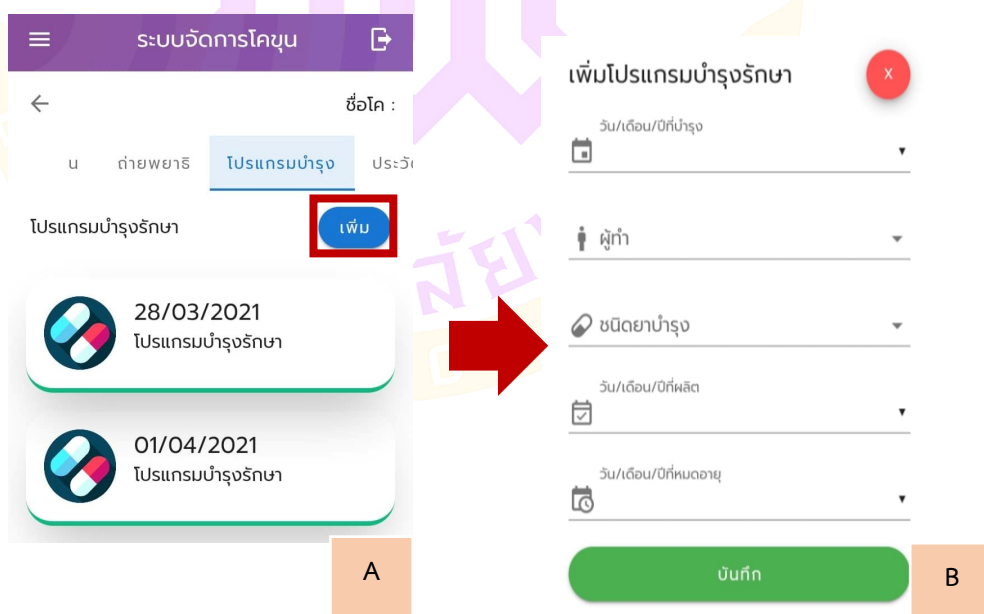 ระบบจัดการโคขุน
ชื่อโค :
น ถ่ายพยาธิ โปรแกรมบำรุง ประวัติ
โปรแกรมบำรุงรักษา เพิ่ม
28/03/2021
โปรแกรมบำรุงรักษา
01/04/2021
โปรแกรมบำรุงรักษา
A
เพิ่มโปรแกรมบำรุงรักษา X
วัน/เดือน/ปีที่บำรุง
ผู้ทำ
ชนิดยาบำรุง
วัน/เดือน/ปีที่ผลิต
วัน/เดือน/ปีที่หมดอายุ
บันทึก
B